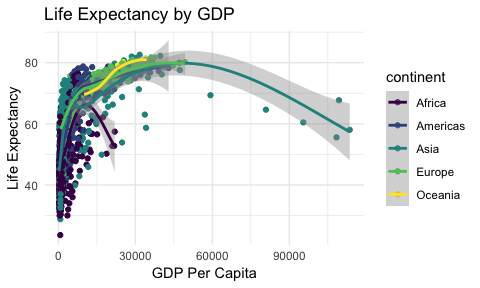 Life Expectancy by GDP
Life Expectancy
80
60
40
0
30000
60000
90000
GDP Per Capita
continent
Africa
Americas
Asia
Europe
Oceania